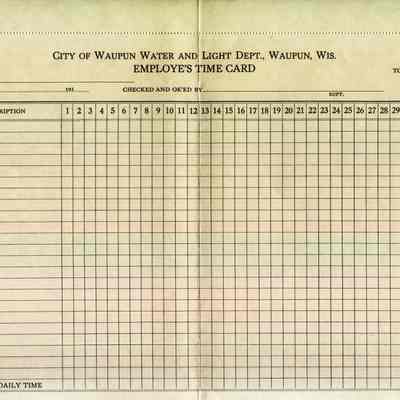 CITY OF WAUPUN WATER AND LIGHT DEPT., WAUPUN, WIS.
EMPLOYE'S TIME CARD
TO
191
CHECKED AND OK'ED BY
SUPT.
RIPTION 1 2 3 4 5 6 7 8 9 10 11 12 13 14 15 16 17 18 19 20 21 22 23 24 25 26 27 28 29
DAILY TIME